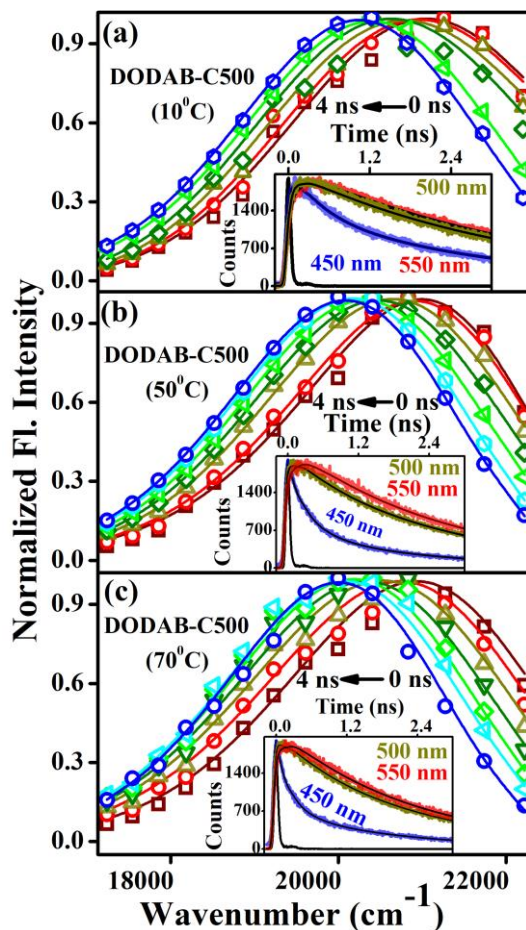 (a)
DODAB-C500
(10⁰C)
4 ns 0 ns
Time (ns)
0.0 1.2 2.4
500 nm
450 nm
550 nm
1400
700
0
Counts
0.9
0.6
0.3
0.0
(b)
DODAB-C500
(50⁰C)
4 ns 0 ns
Time (ns)
0.0 1.2 2.4
500 nm
550 nm
450 nm
1400
700
0
Counts
0.9
0.6
0.3
0.0
(c)
DODAB-C500
(70⁰C)
4 ns 0 ns
Time (ns)
0.0 1.2 2.4
500 nm
550 nm
450 nm
1400
700
0
Counts
0.9
0.6
0.3
0.0
Normalized Fl. Intensity
18000 20000 22000
Wavenumber (cm⁻¹)